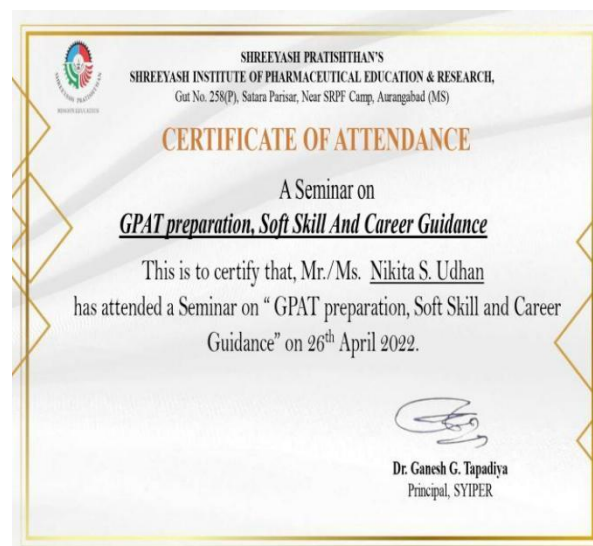 SHREEYASH PRATISHTHAN'S
SHREEYASH INSTITUTE OF PHARMACEUTICAL EDUCATION & RESEARCH,
Gut No. 258(P), Satara Parisar, Near SRPF Camp, Aurangabad (MS)
CERTIFICATE OF ATTENDANCE
A Seminar on
GPAT preparation, Soft Skill And Career Guidance
This is to certify that, Mr./Ms. Nikita S. Udhan
has attended a Seminar on “ GPAT preparation, Soft Skill and Career
Guidance” on 26th April 2022.
Dr. Ganesh G. Tapadiya
Principal, SYIPER